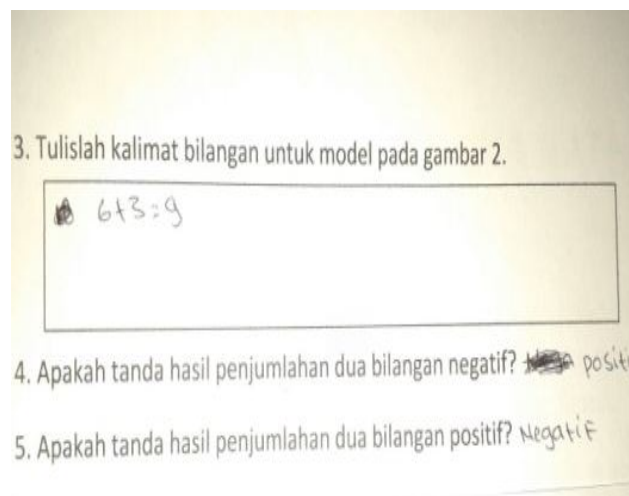 3. Tulislah kalimat bilangan untuk model pada gambar 2.
6+3=9
4. Apakah tanda hasil penjumlahan dua bilangan negatif? positi
5. Apakah tanda hasil penjumlahan dua bilangan positif? Negatif